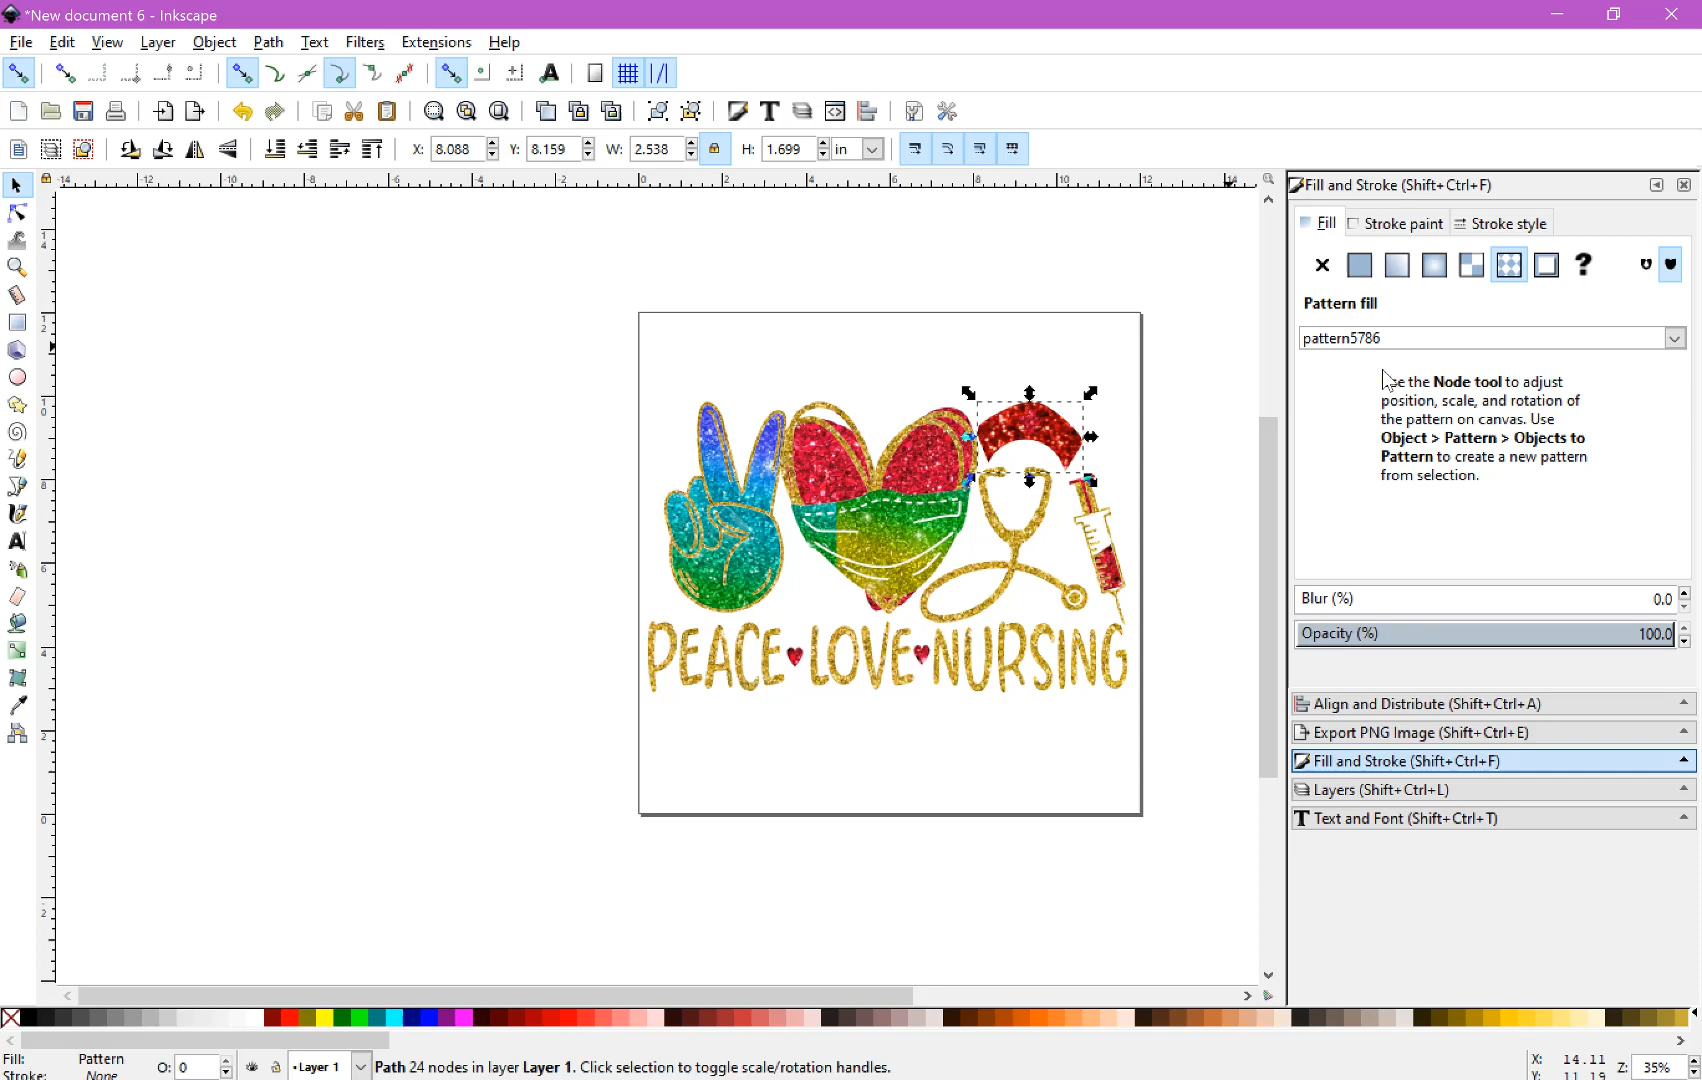 *New document 6 - Inkscape
File Edit View Layer Object Path Text Filters Extensions Help
X: 8.088 Y: 8.159 W: 2.538 H: 1.699 in
Fill and Stroke (Shift+Ctrl+F)
Fill Stroke paint Stroke style
Pattern fill
pattern5786
se the Node tool to adjust
position, scale, and rotation of
the pattern on canvas. Use
Object > Pattern > Objects to
Pattern to create a new pattern
from selection.
Blur (%) 0.0
Opacity (%) 100.0
Align and Distribute (Shift+Ctrl+A)
Export PNG Image (Shift+Ctrl+E)
Fill and Stroke (Shift+Ctrl+F)
Layers (Shift+Ctrl+L)
Text and Font (Shift+Ctrl+T)
PEACE LOVE NURSING
Fill: Pattern O: 0 •Layer 1 Path 24 nodes in layer Layer 1. Click selection to toggle scale/rotation handles. X: 14.11 Z: 35%
Stroke: None Y: 11.19